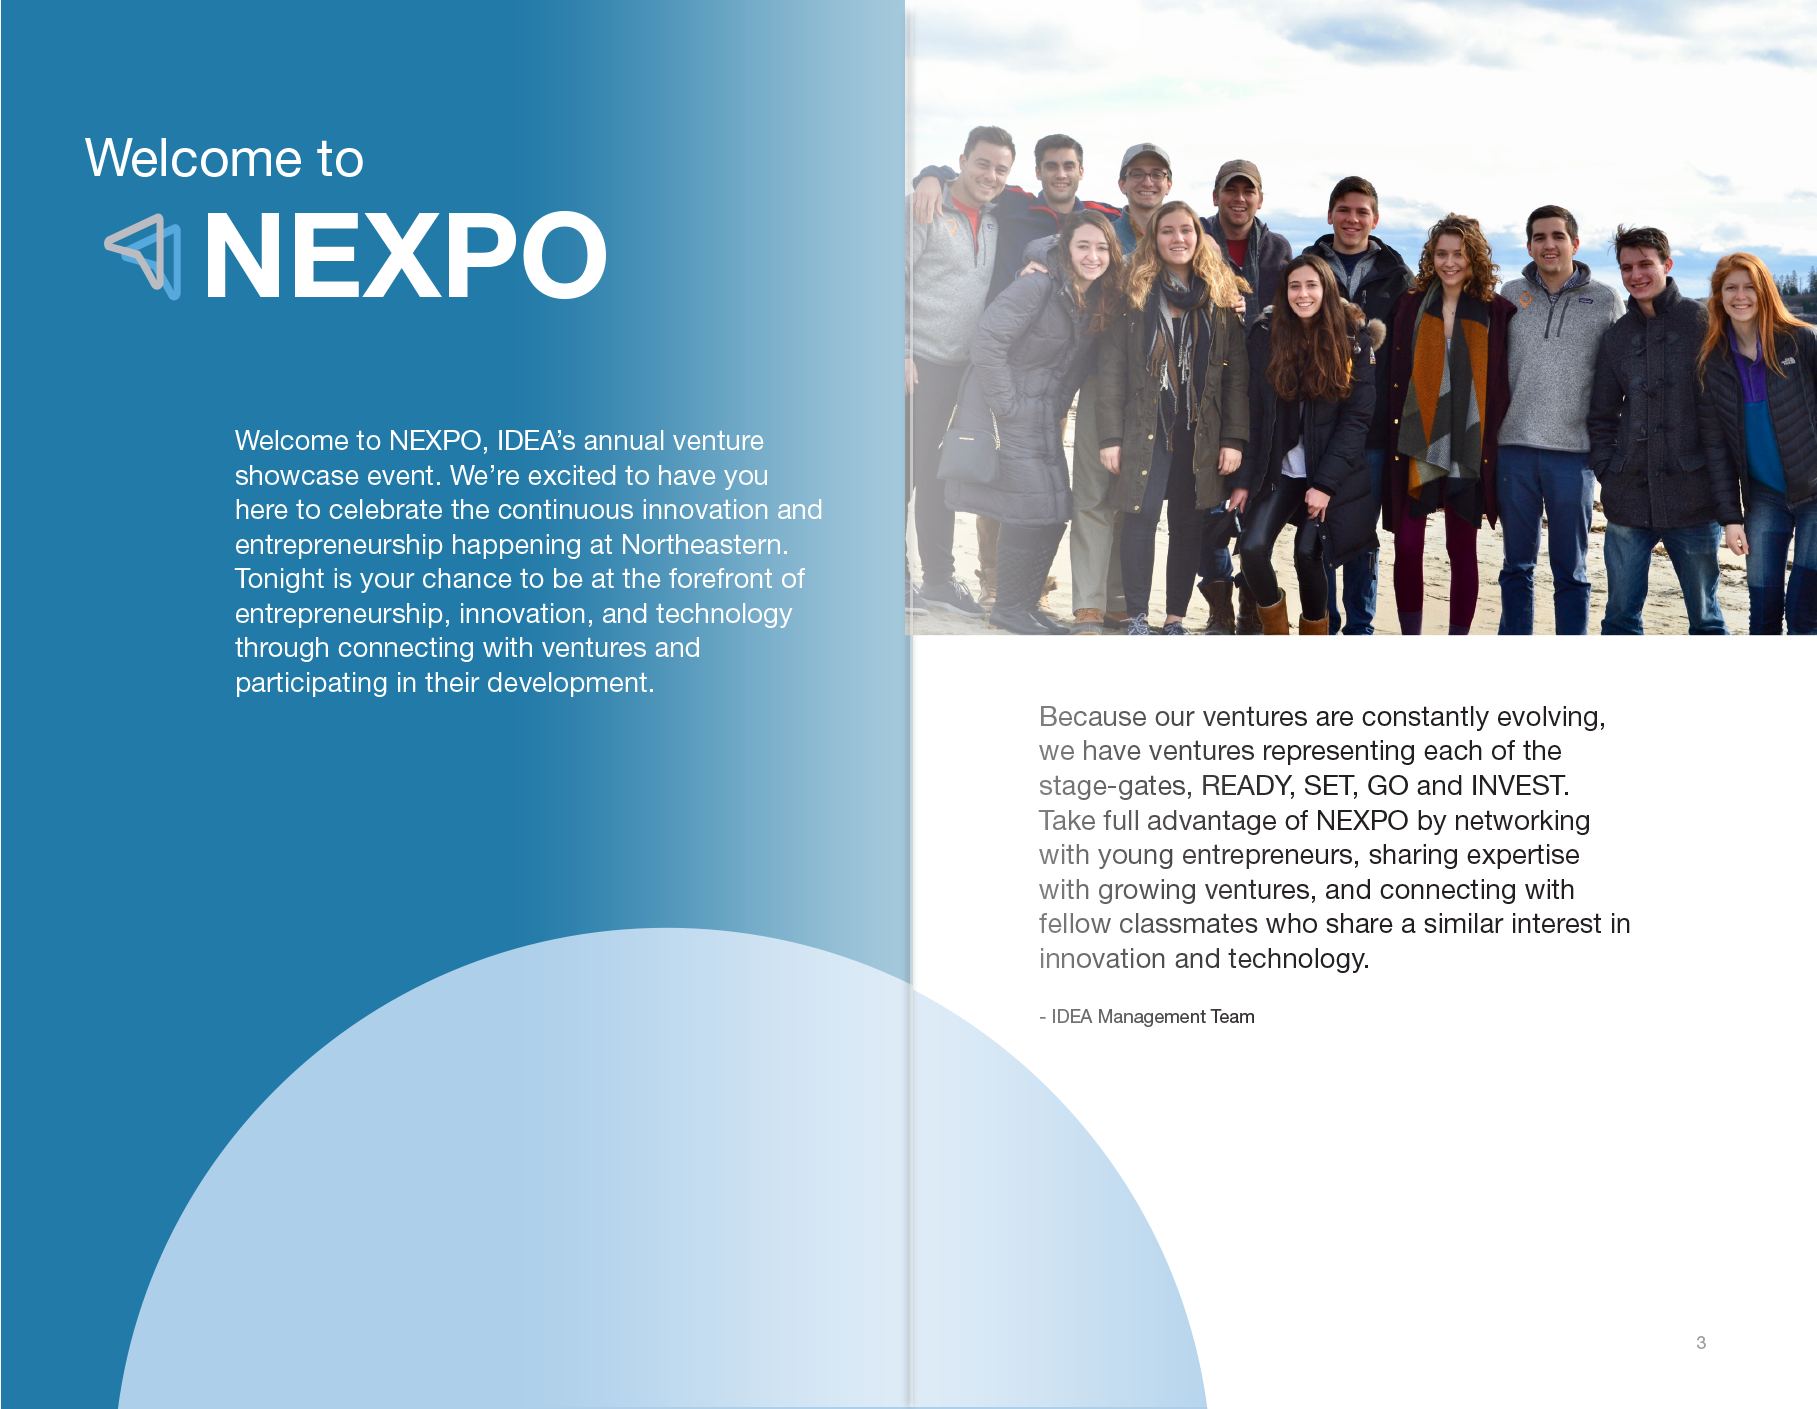 Welcome to
NEXPO
Welcome to NEXPO, IDEA’s annual venture
showcase event. We’re excited to have you
here to celebrate the continuous innovation and
entrepreneurship happening at Northeastern.
Tonight is your chance to be at the forefront of
entrepreneurship, innovation, and technology
through connecting with ventures and
participating in their development.
Because our ventures are constantly evolving,
we have ventures representing each of the
stage-gates, READY, SET, GO and INVEST.
Take full advantage of NEXPO by networking
with young entrepreneurs, sharing expertise
with growing ventures, and connecting with
fellow classmates who share a similar interest in
innovation and technology.
- IDEA Management Team
3